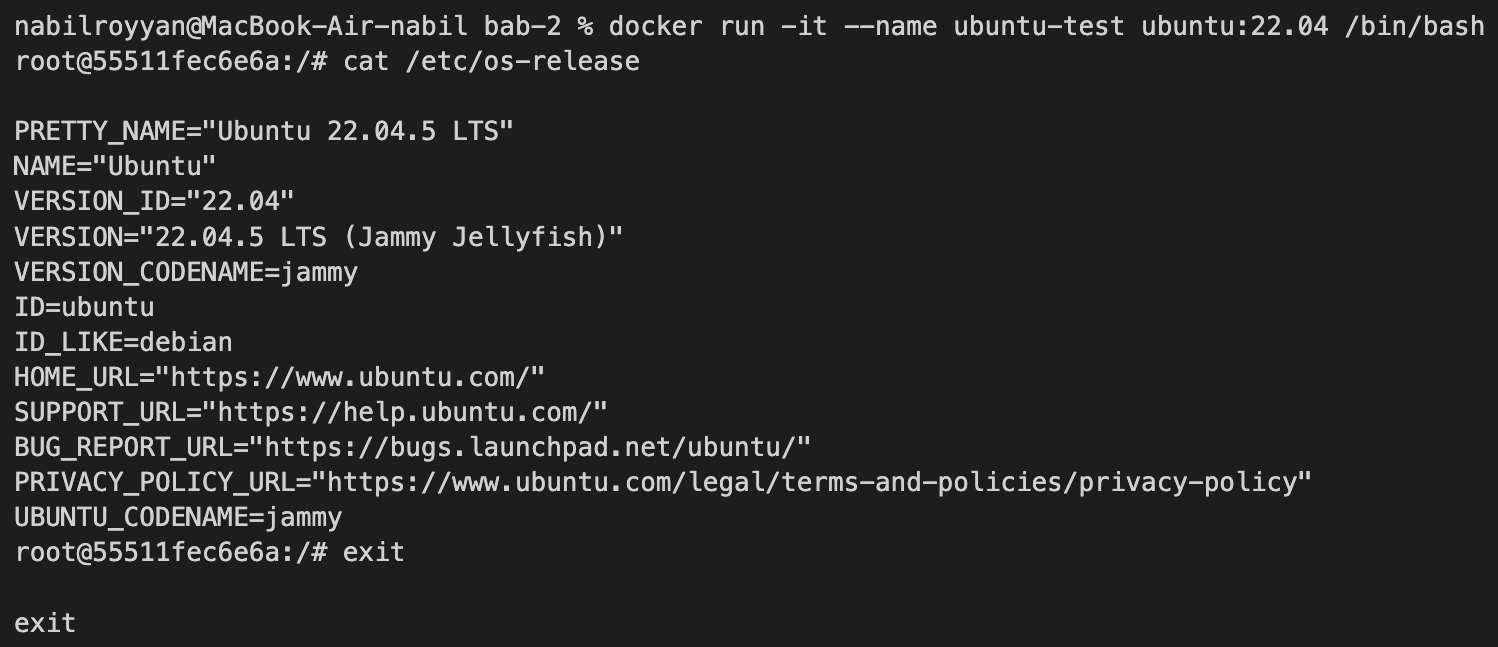 nabilroyyan@MacBook-Air-nabil bab-2 % docker run -it --name ubuntu-test ubuntu:22.04 /bin/bash
root@55511fec6e6a:/# cat /etc/os-release
PRETTY_NAME="Ubuntu 22.04.5 LTS"
NAME="Ubuntu"
VERSION_ID="22.04"
VERSION="22.04.5 LTS (Jammy Jellyfish)"
VERSION_CODENAME=jammy
ID=ubuntu
ID_LIKE=debian
HOME_URL="https://www.ubuntu.com/"
SUPPORT_URL="https://help.ubuntu.com/"
BUG_REPORT_URL="https://bugs.launchpad.net/ubuntu/"
PRIVACY_POLICY_URL="https://www.ubuntu.com/legal/terms-and-policies/privacy-policy"
UBUNTU_CODENAME=jammy
root@55511fec6e6a:/# exit
exit